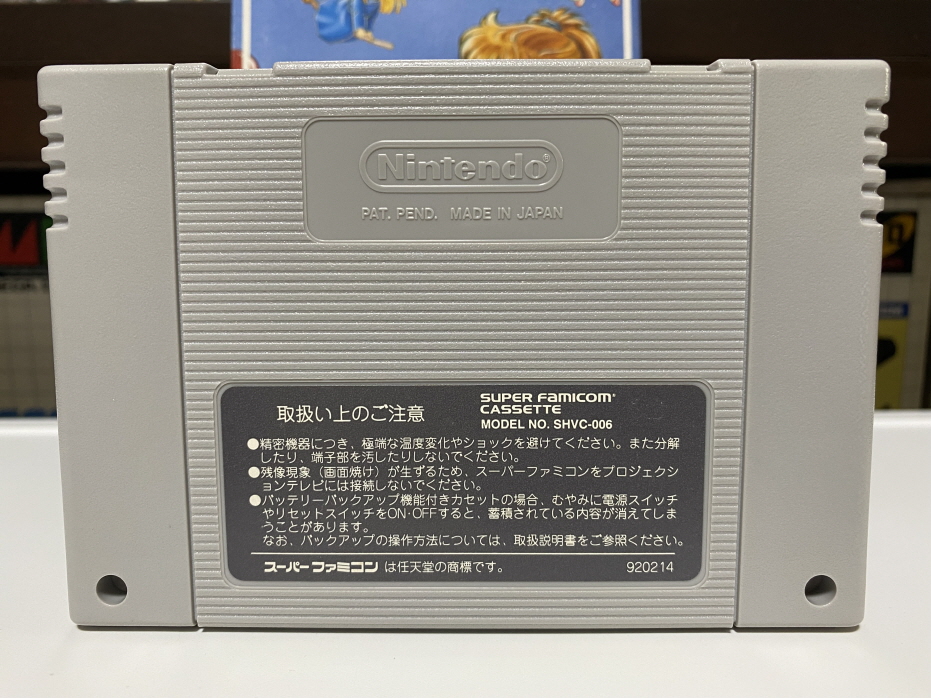 Nintendo®
PAT. PEND. MADE IN JAPAN
取扱い上のご注意
SUPER FAMICOM®
CASSETTE
MODEL NO. SHVC-006
●精密機器につき、極端な温度変化やショックを避けてください。また分解
したり、端子部を汚したりしないでください。
●残像現象（画面焼け）が生ずるため、スーパーファミコンをプロジェクシ
ョンテレビには接続しないでください。
●バッテリーバックアップ機能付きカセットの場合、むやみに電源スイッチ
やリセットスイッチをON・OFFすると、蓄積されている内容が消えてしま
うことがあります。
なお、バックアップの操作方法については、取扱説明書をご参照ください。
スーパーファミコン は任天堂の商標です。
920214